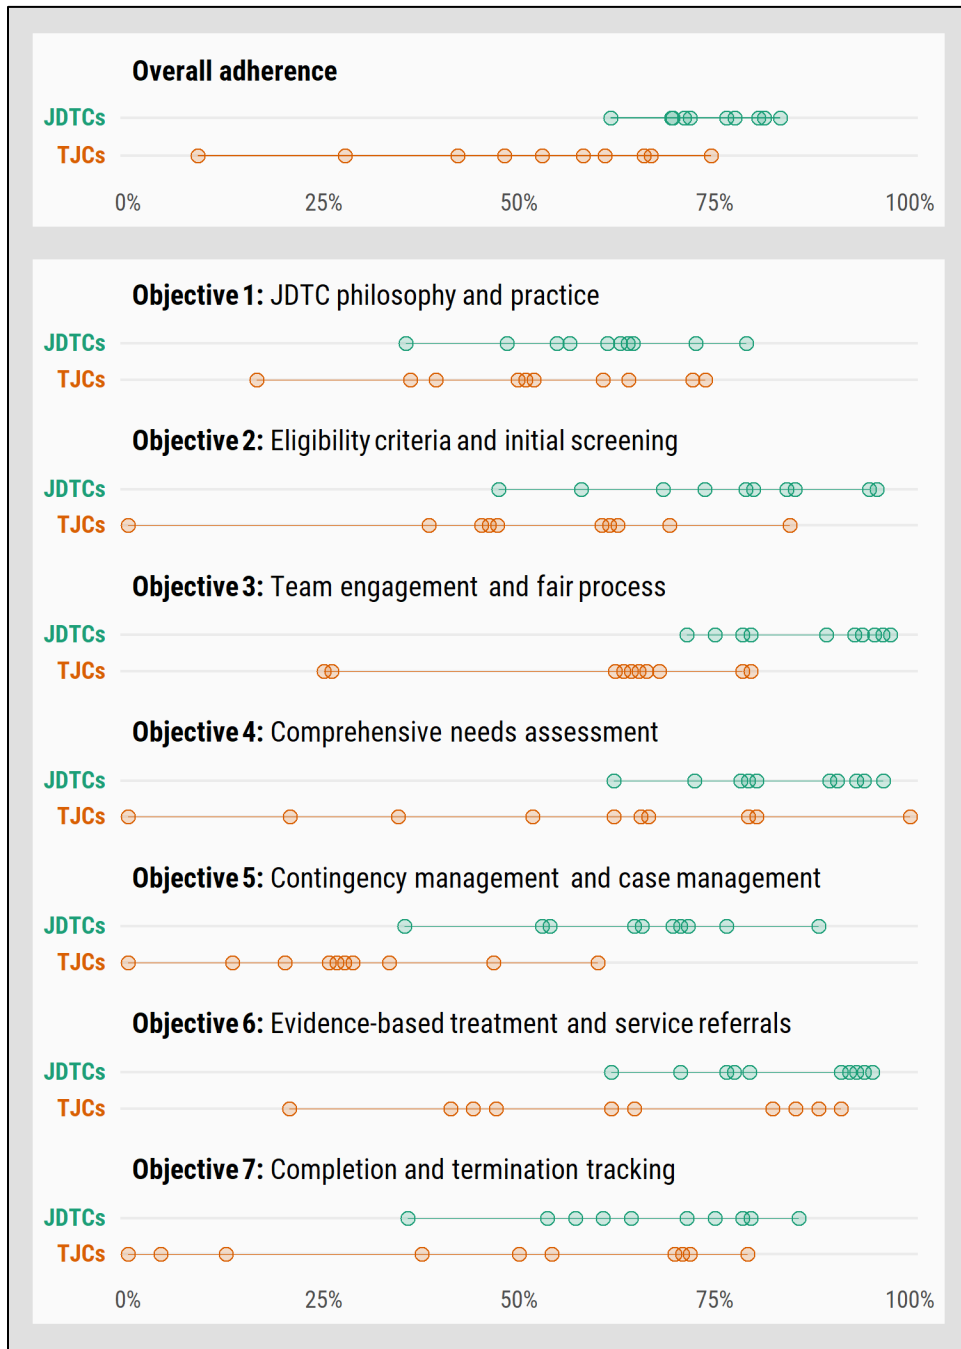 Overall adherence
JDTCs
TJCs
0% 25% 50% 75% 100%
Objective 1: JDTC philosophy and practice
JDTCs
TJCs
Objective 2: Eligibility criteria and initial screening
JDTCs
TJCs
Objective 3: Team engagement and fair process
JDTCs
TJCs
Objective 4: Comprehensive needs assessment
JDTCs
TJCs
Objective 5: Contingency management and case management
JDTCs
TJCs
Objective 6: Evidence-based treatment and service referrals
JDTCs
TJCs
Objective 7: Completion and termination tracking
JDTCs
TJCs
0% 25% 50% 75% 100%